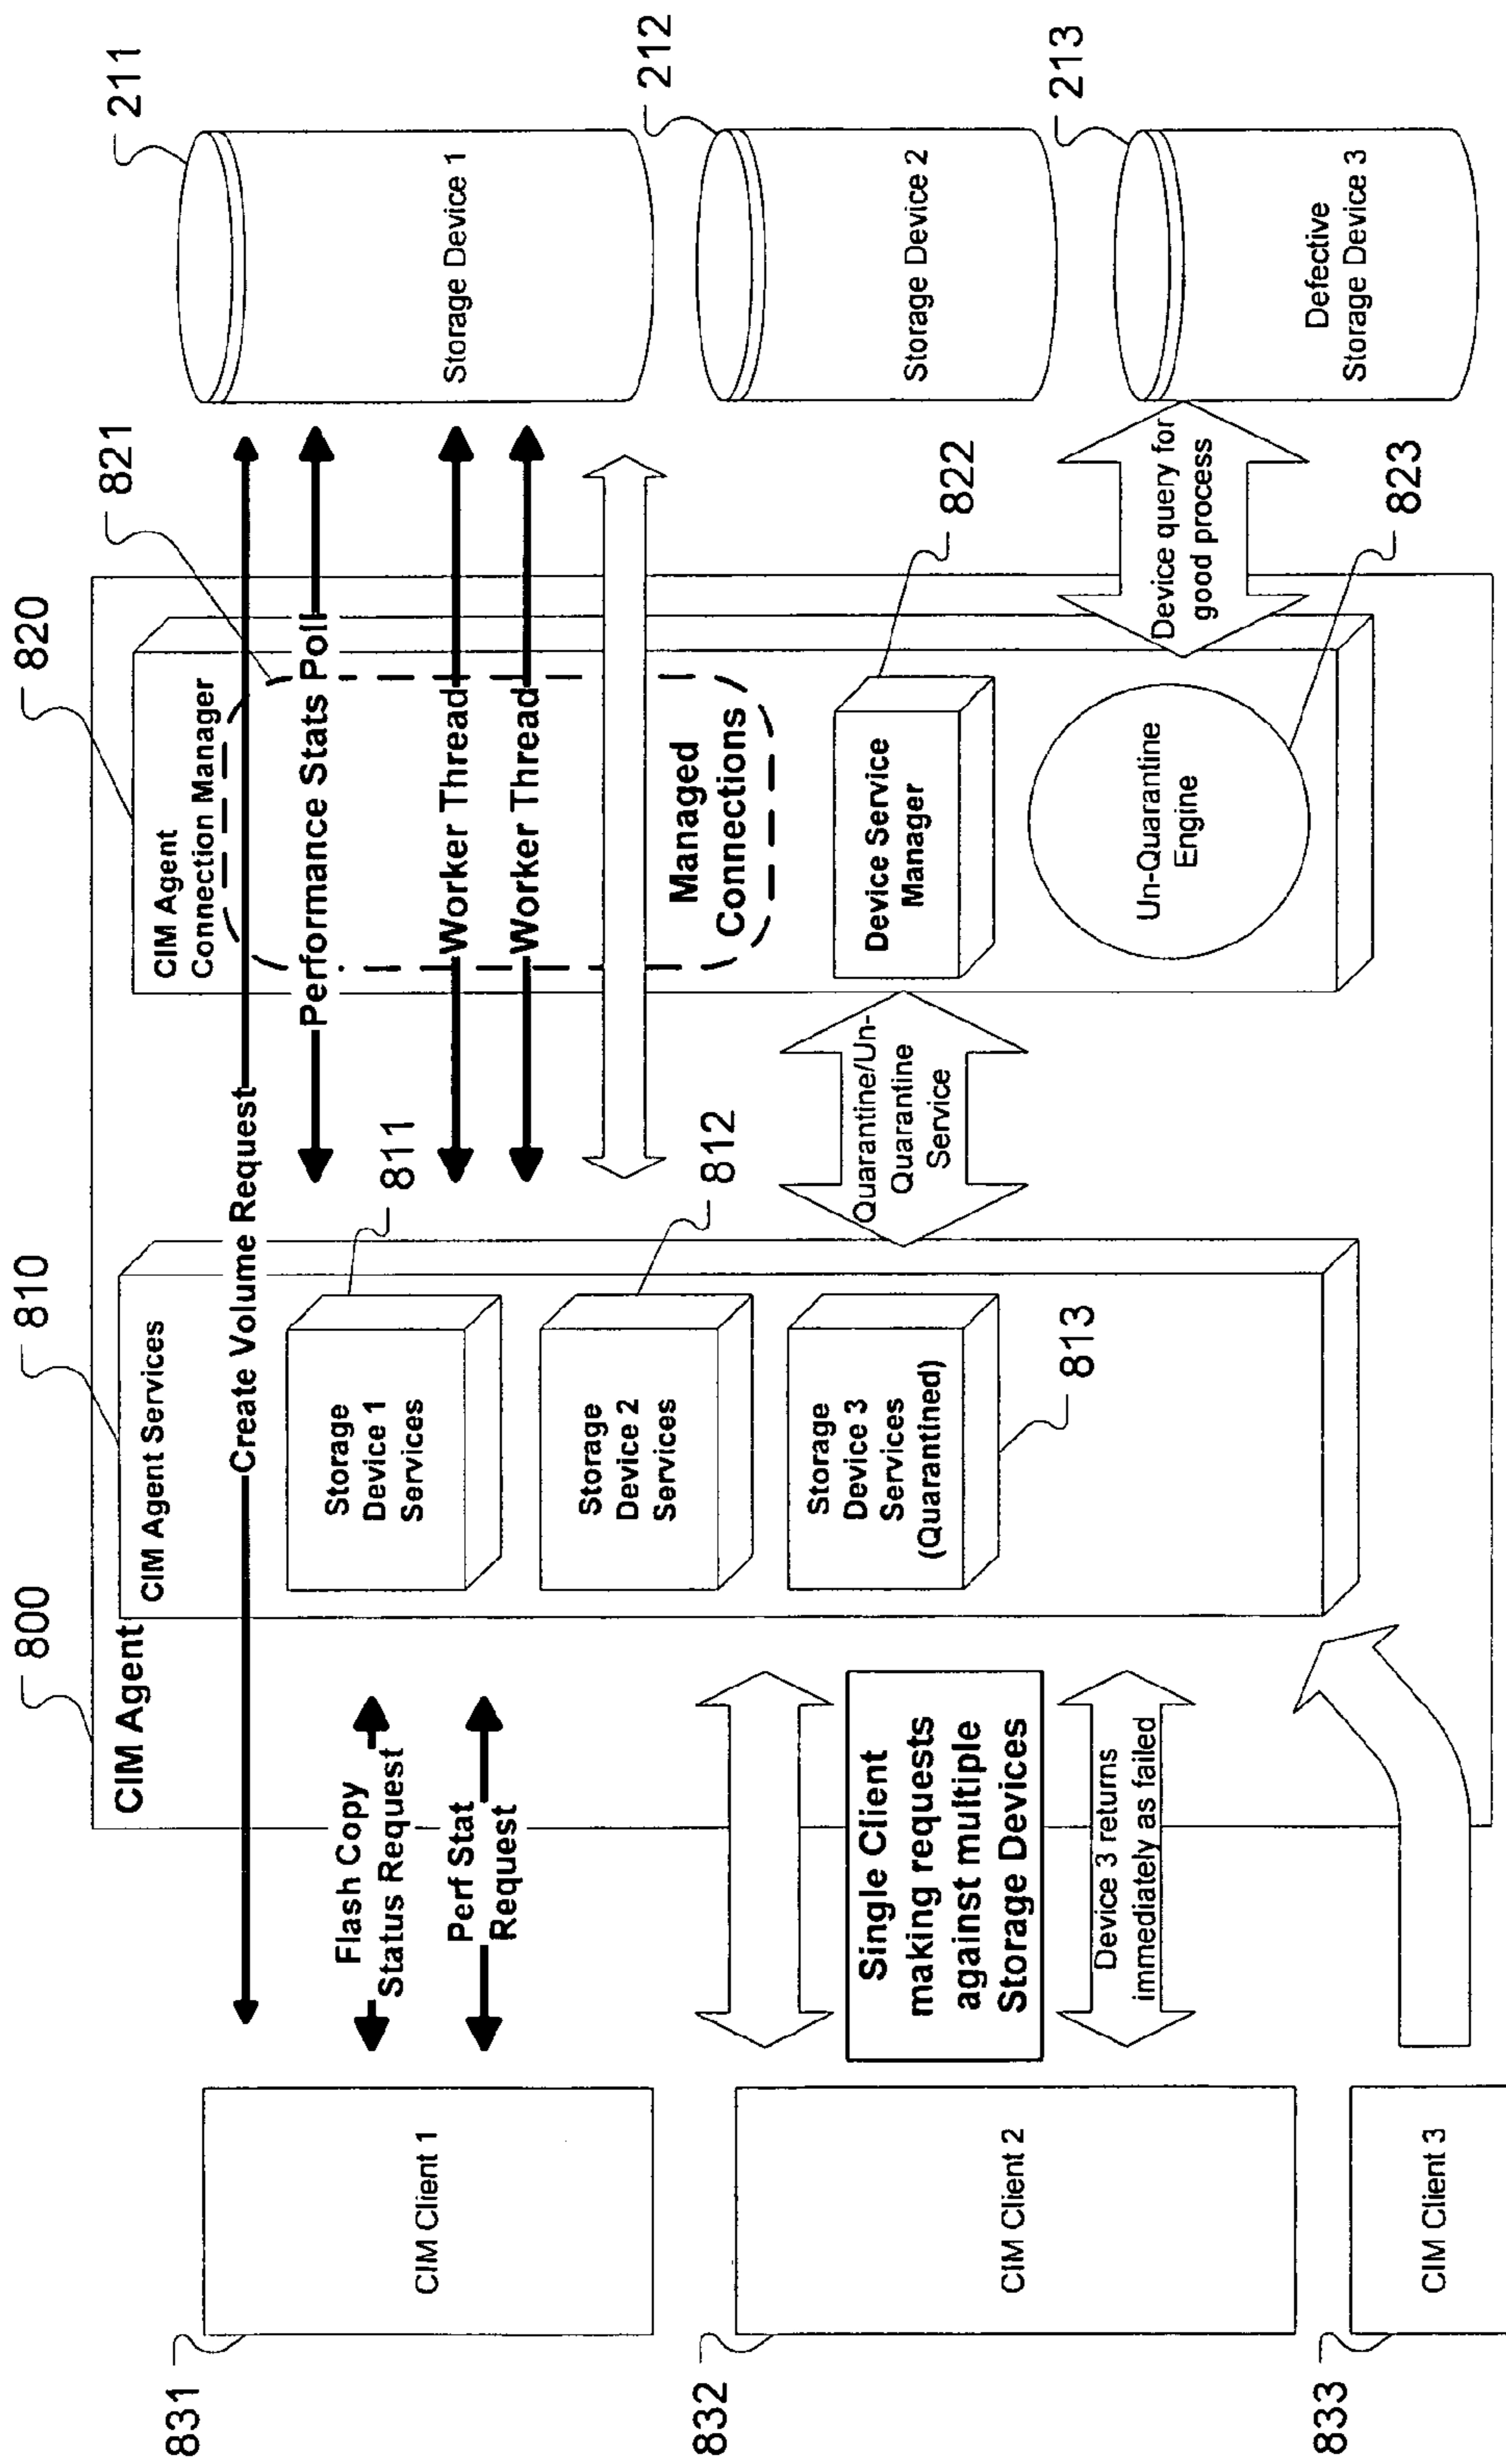 800
810
820
821
211
212
213
822
823
811
812
813
831
832
833
CIM Agent
CIM Agent Services
CIM Agent
Connection Manager
Create Volume Request
Performance Stats Poll
Worker Thread
Worker Thread
Managed
Connections
Device Service
Manager
Un-Quarantine
Engine
Storage
Device 1
Services
Storage
Device 2
Services
Storage
Device 3
Services
(Quarantined)
Quarantine/Un-
Quarantine
Service
Device query for
good process
Storage Device 1
Storage Device 2
Defective
Storage Device 3
Flash Copy
Status Request
Perf Stat
Request
Single Client
making requests
against multiple
Storage Devices
Device 3 returns
immediately as failed
CIM Client 1
CIM Client 2
CIM Client 3